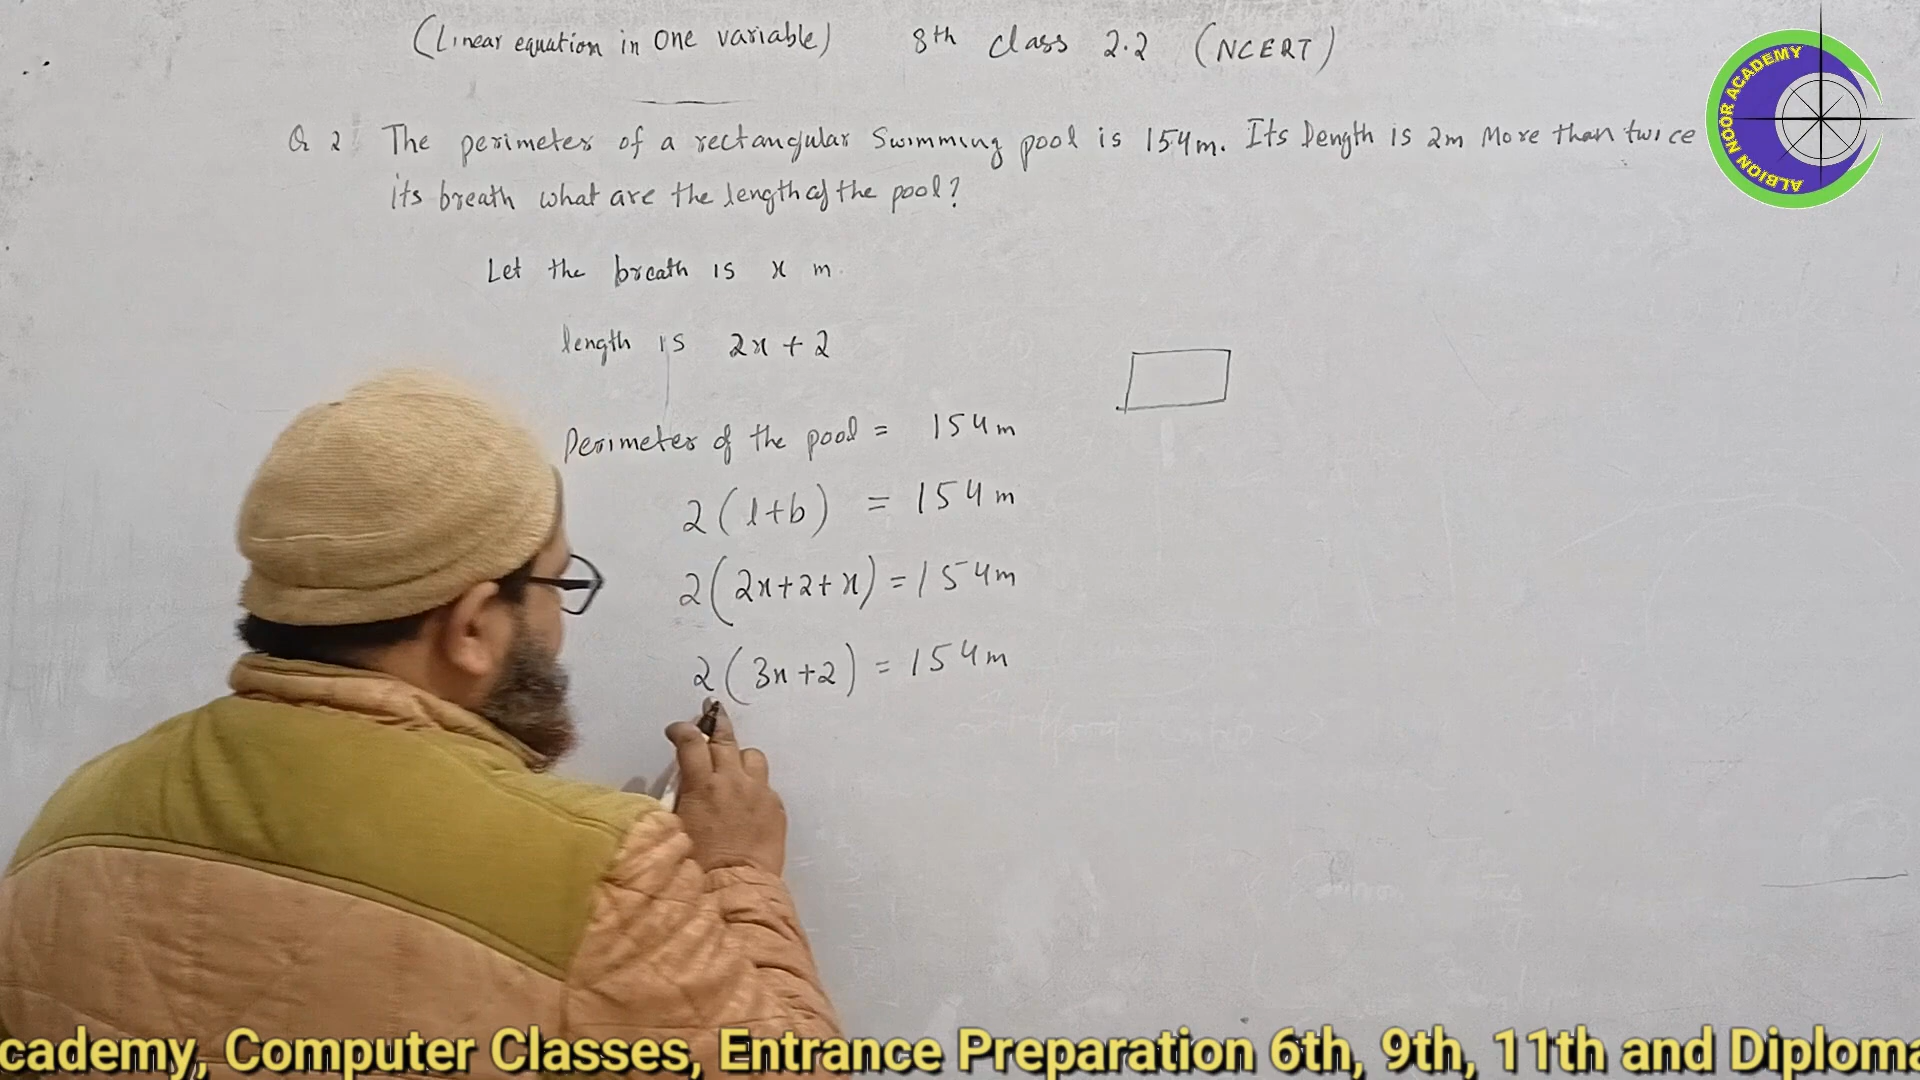 (Linear equation in one variable) 8th class 2.2 (NCERT)
Q 2 The perimeter of a rectangular Swimming pool is 154m. Its length is 2m More than twice
its breath what are the length of the pool?
Let the breath is x m.
length is 2x + 2
Perimeter of the pool = 154m
2(l+b) = 154m
2(2x+2+x) = 154m
2(3x+2) = 154m
ALBION NOOR ACADEMY
cademy, Computer Classes, Entrance Preparation 6th, 9th, 11th and Diploma